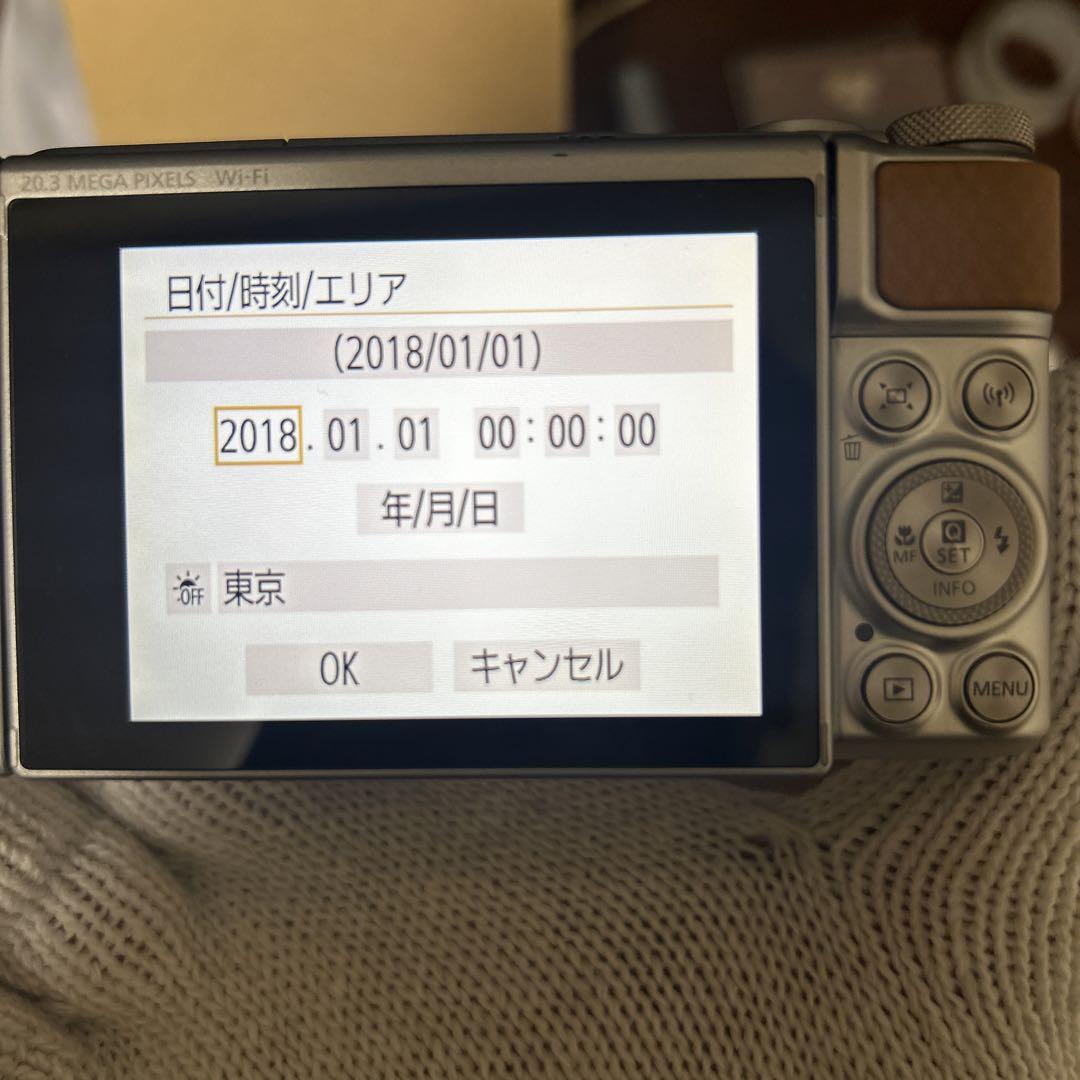 20.3 MEGA PIXELS Wi-Fi
日付/時刻/エリア
(2018/01/01)
2018.01.01 00:00:00
年/月/日
OFF 東京
OK キャンセル
Q
MF SET
INFO
MENU